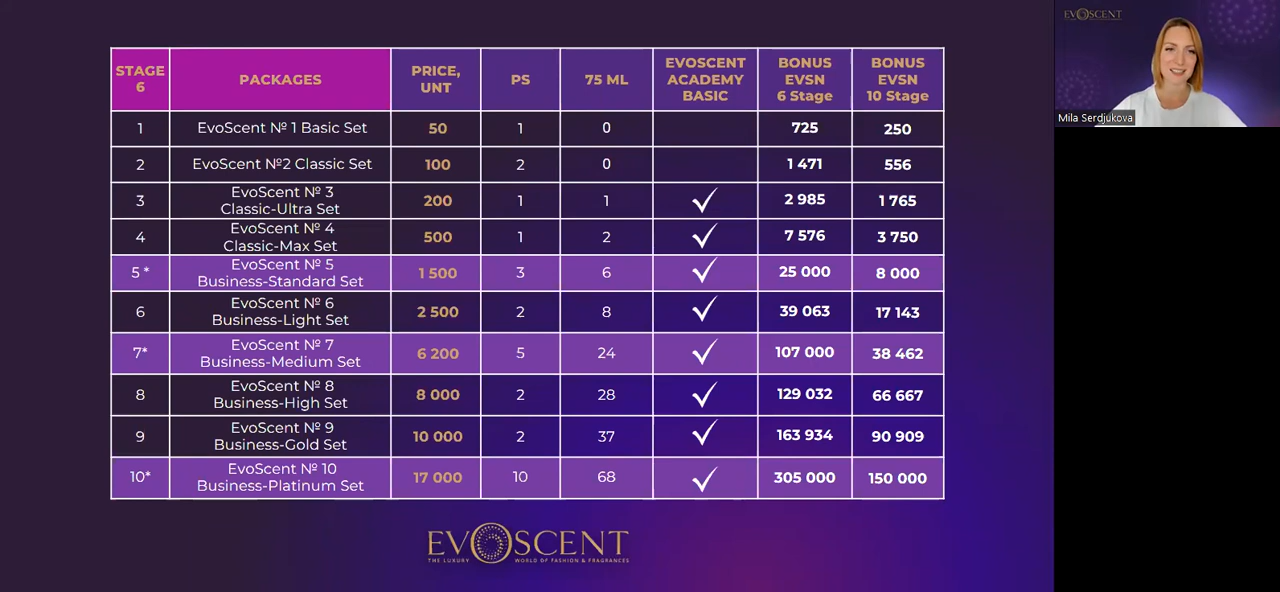 STAGE 6 PACKAGES PRICE, UNT PS 75 ML EVOSCENT ACADEMY BASIC BONUS EVSN 6 Stage BONUS EVSN 10 Stage
1 EvoScent № 1 Basic Set 50 1 0 725 250
2 EvoScent №2 Classic Set 100 2 0 1 471 556
3 EvoScent № 3 Classic-Ultra Set 200 1 1 ✓ 2 985 1 765
4 EvoScent № 4 Classic-Max Set 500 1 2 ✓ 7 576 3 750
5 * EvoScent № 5 Business-Standard Set 1 500 3 6 ✓ 25 000 8 000
6 EvoScent № 6 Business-Light Set 2 500 2 8 ✓ 39 063 17 143
7* EvoScent № 7 Business-Medium Set 6 200 5 24 ✓ 107 000 38 462
8 EvoScent № 8 Business-High Set 8 000 2 28 ✓ 129 032 66 667
9 EvoScent № 9 Business-Gold Set 10 000 2 37 ✓ 163 934 90 909
10* EvoScent № 10 Business-Platinum Set 17 000 10 68 ✓ 305 000 150 000
EVOSCENT
THE LUXURY WORLD OF FASHION & FRAGRANCES
EVOSCENT
Mila Serdjukova